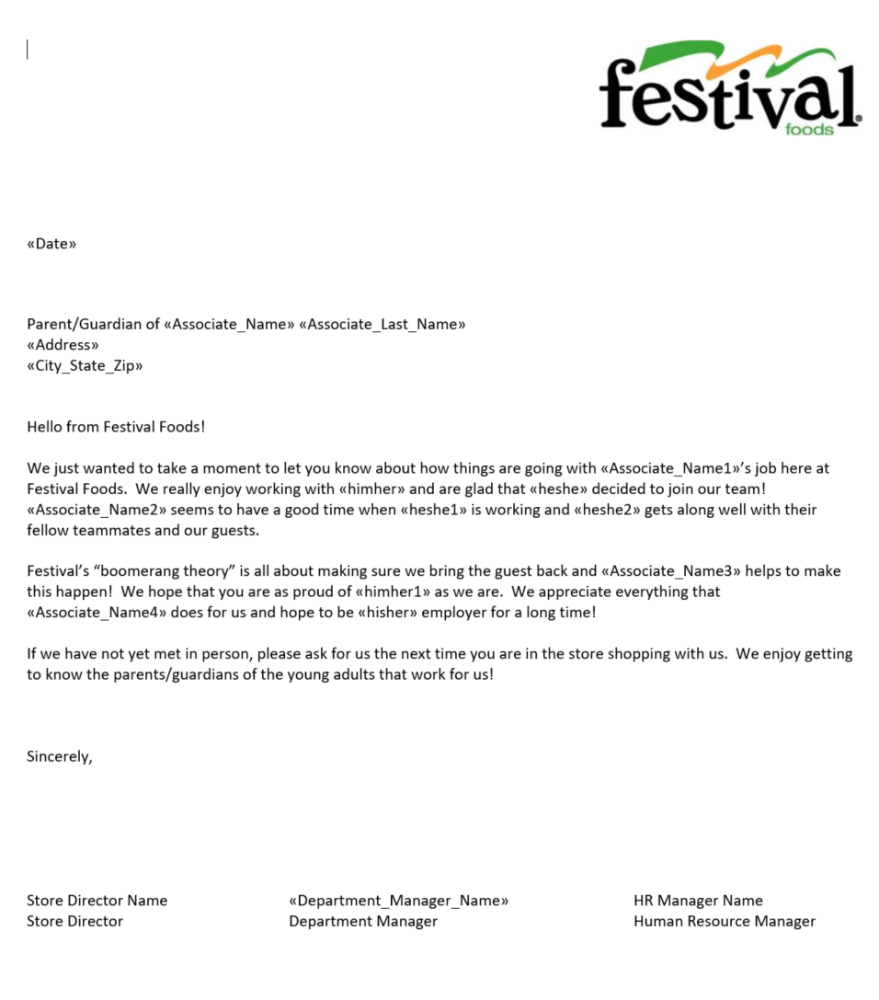 festival®
foods
«Date»
Parent/Guardian of «Associate_Name» «Associate_Last_Name»
«Address»
«City_State_Zip»
Hello from Festival Foods!
We just wanted to take a moment to let you know about how things are going with «Associate_Name1»’s job here at
Festival Foods.  We really enjoy working with «himher» and are glad that «heshe» decided to join our team!
«Associate_Name2» seems to have a good time when «heshe1» is working and «heshe2» gets along well with their
fellow teammates and our guests.
Festival’s “boomerang theory” is all about making sure we bring the guest back and «Associate_Name3» helps to make
this happen!  We hope that you are as proud of «himher1» as we are.  We appreciate everything that
«Associate_Name4» does for us and hope to be «hisher» employer for a long time!
If we have not yet met in person, please ask for us the next time you are in the store shopping with us.  We enjoy getting
to know the parents/guardians of the young adults that work for us!
Sincerely,
Store Director Name «Department_Manager_Name» HR Manager Name
Store Director Department Manager Human Resource Manager